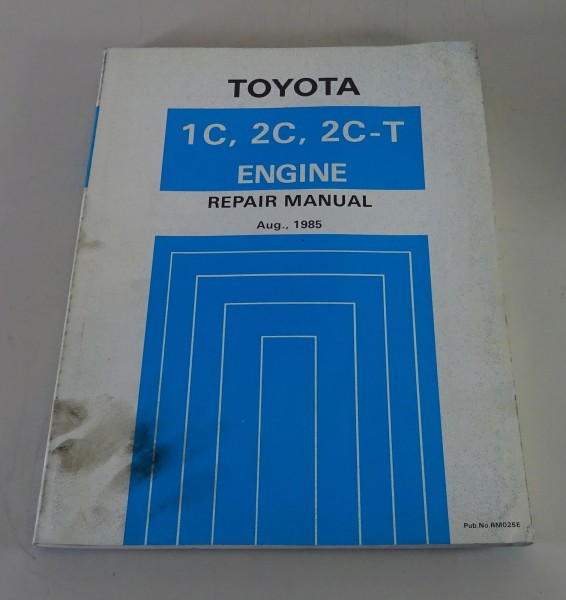 TOYOTA
1C, 2C, 2C-T
ENGINE
REPAIR MANUAL
Aug., 1985
Pub.No.RM025E